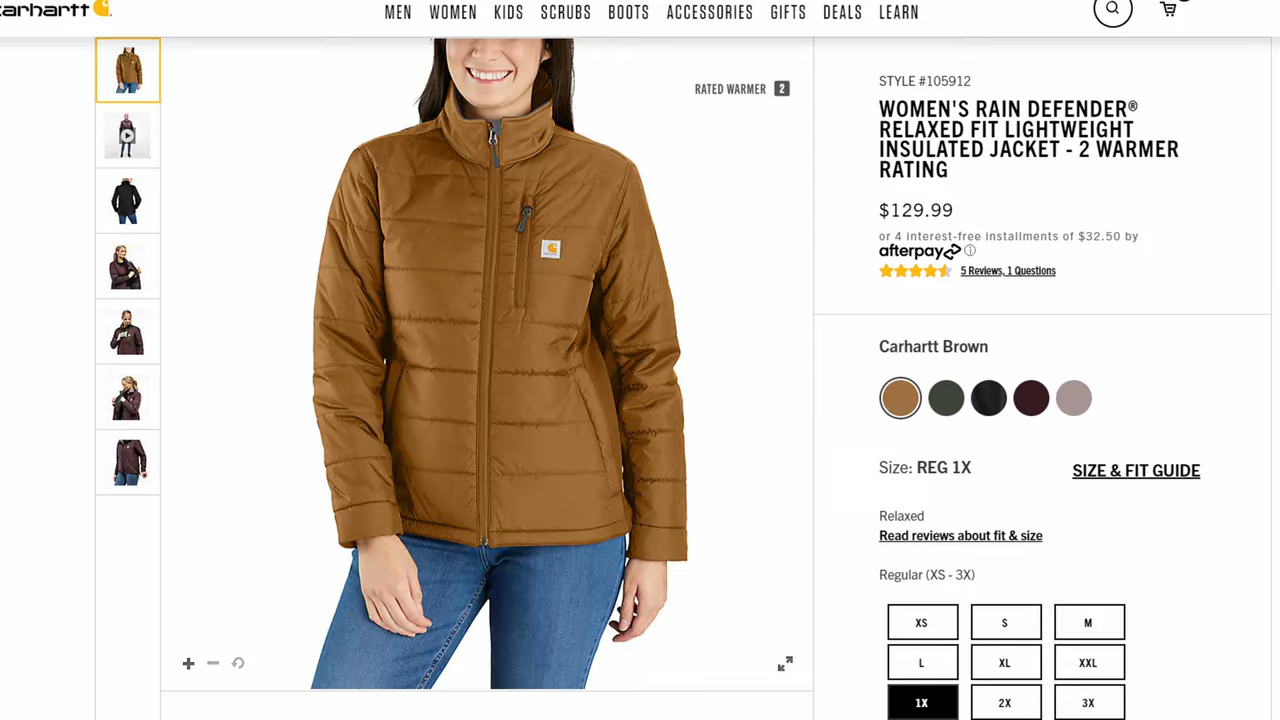 carhartt
MEN WOMEN KIDS SCRUBS BOOTS ACCESSORIES GIFTS DEALS LEARN
RATED WARMER 2
STYLE #105912
WOMEN'S RAIN DEFENDER®
RELAXED FIT LIGHTWEIGHT
INSULATED JACKET - 2 WARMER
RATING
$129.99
or 4 interest-free installments of $32.50 by
afterpay
5 Reviews, 1 Questions
Carhartt Brown
Size: REG 1X
SIZE & FIT GUIDE
Relaxed
Read reviews about fit & size
Regular (XS - 3X)
XS S M
L XL XXL
1X 2X 3X